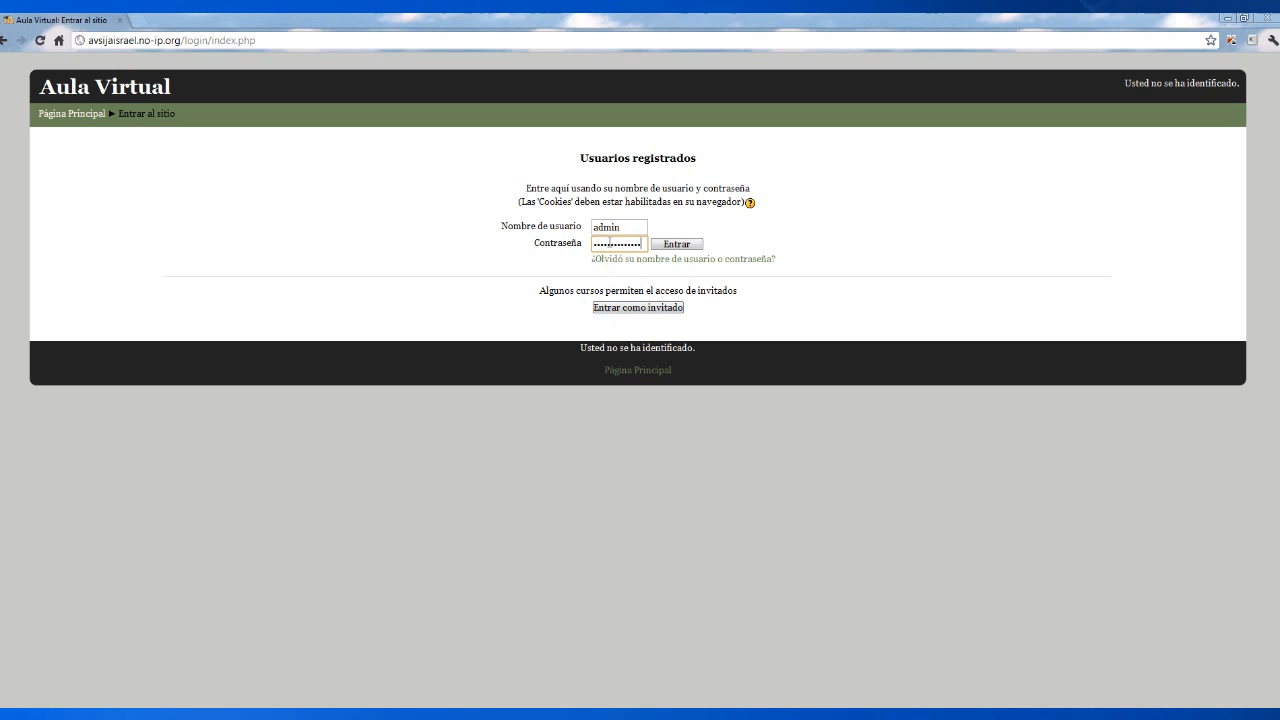 Aula Virtual: Entrar al sitio
avsijaisrael.no-ip.org/login/index.php
Aula Virtual
Usted no se ha identificado.
Página Principal ► Entrar al sitio
Usuarios registrados
Entre aquí usando su nombre de usuario y contraseña
(Las 'Cookies' deben estar habilitadas en su navegador)?
Nombre de usuario admin
Contraseña •••••••••••••• Entrar
¿Olvidó su nombre de usuario o contraseña?
Algunos cursos permiten el acceso de invitados
Entrar como invitado
Usted no se ha identificado.
Página Principal